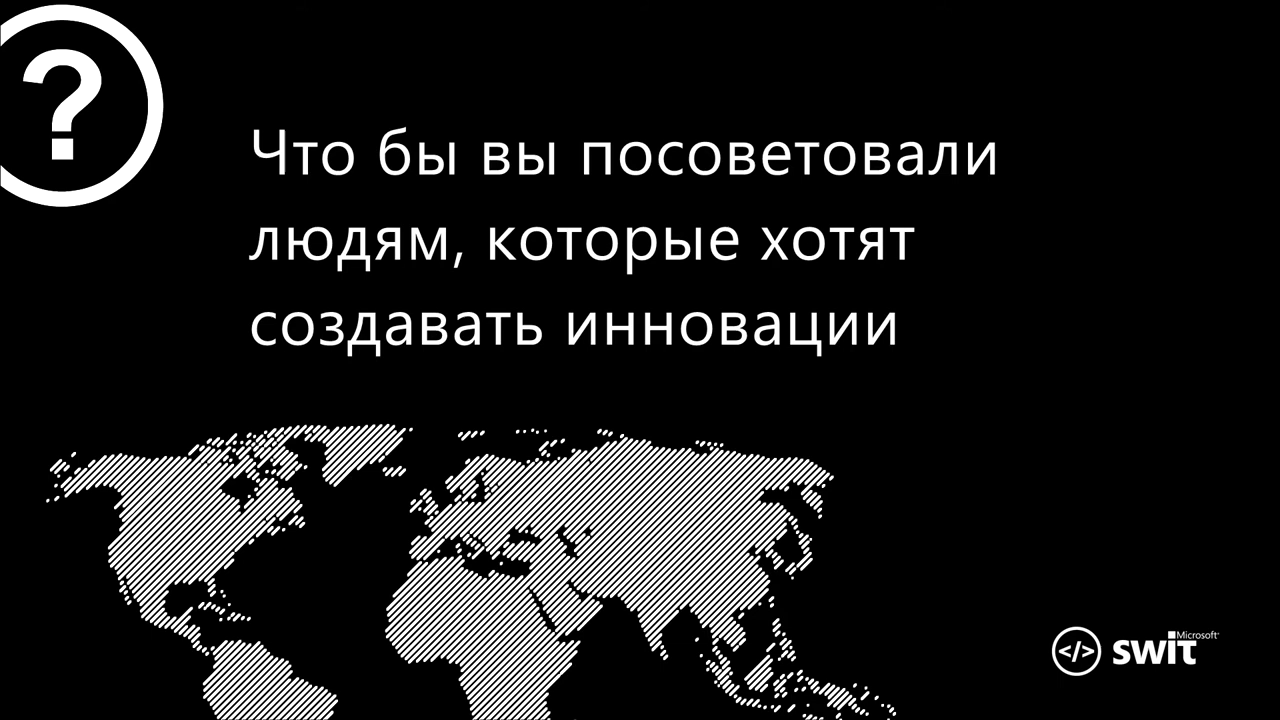 ?
Что бы вы посоветовали
людям, которые хотят
создавать инновации
</> swit Microsoft